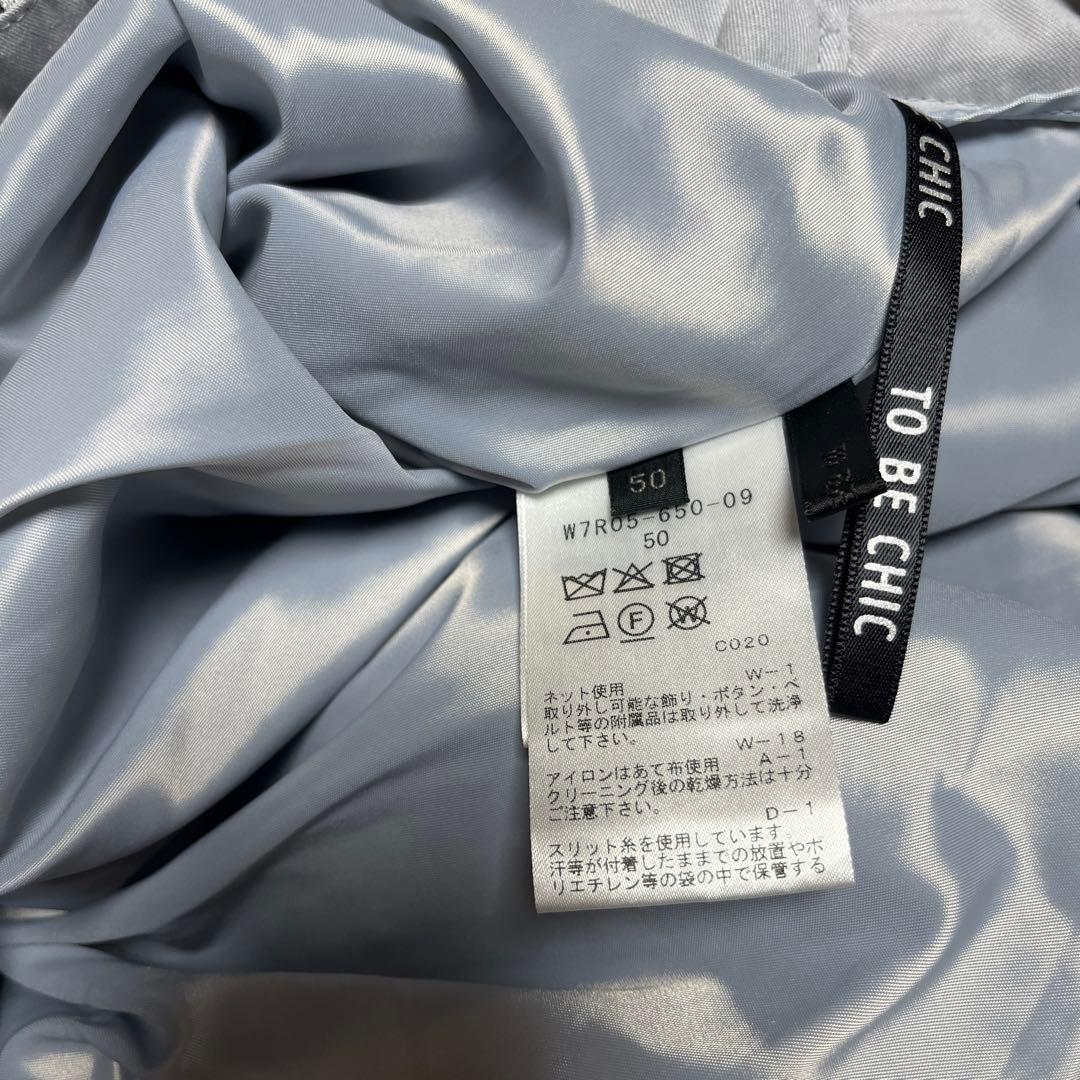 CHIC
TO BE CHIC
50
W7R05-650-09
50
F
W
C020
W-1
ネット使用
取り外し可能な飾り・ボタン・ベ
ルト等の附属品は取り外して洗浄
して下さい。
W-18
アイロンはあて布使用 A-1
クリーニング後の乾燥方法は十分
ご注意下さい。
D-1
スリット糸を使用しています。
汗等が付着したままでの放置やポ
リエチレン等の袋の中で保管する